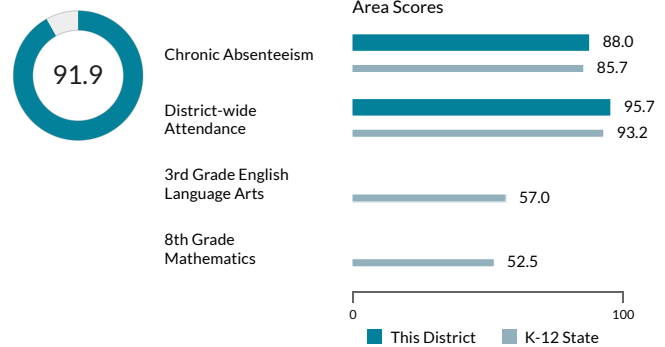 Area Scores
91.9
Chronic Absenteeism
88.0
85.7
District-wide
Attendance
95.7
93.2
3rd Grade English
Language Arts
57.0
8th Grade
Mathematics
52.5
0
100
This District
K-12 State